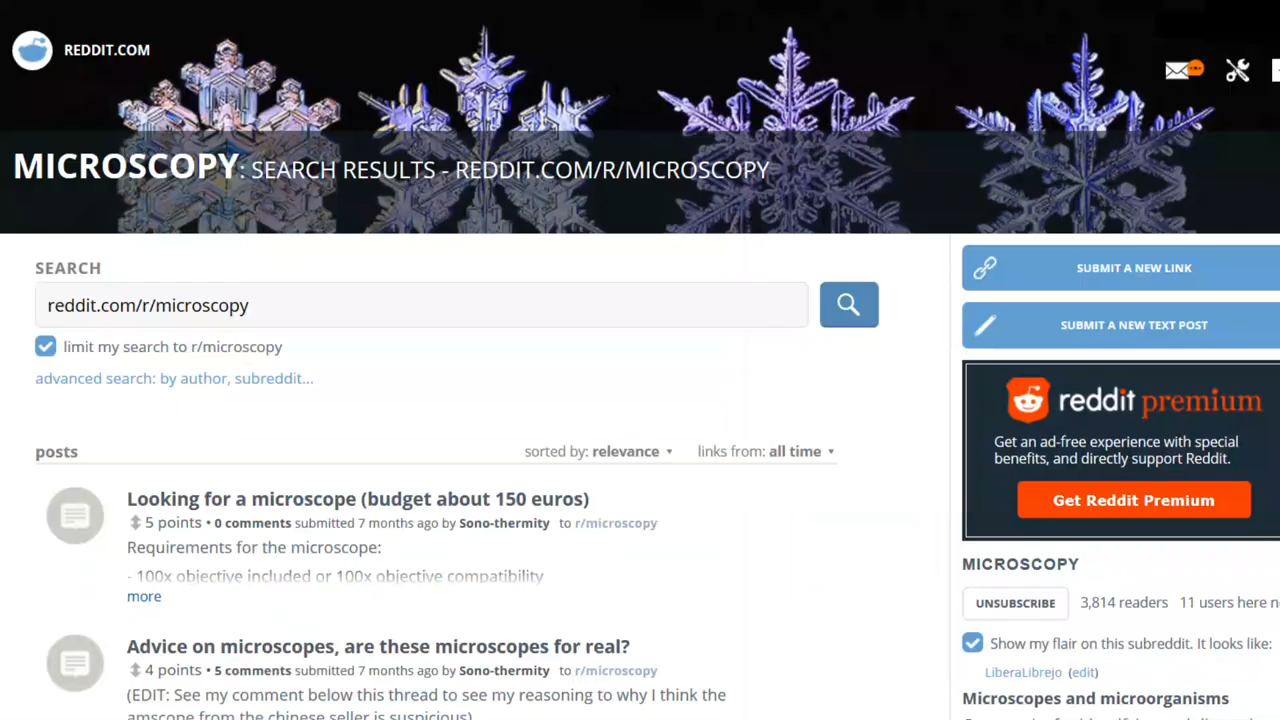 REDDIT.COM
MICROSCOPY: SEARCH RESULTS - REDDIT.COM/R/MICROSCOPY
SEARCH
reddit.com/r/microscopy
limit my search to r/microscopy
advanced search: by author, subreddit...
posts
sorted by: relevance
links from: all time
Looking for a microscope (budget about 150 euros)
5 points • 0 comments submitted 7 months ago by Sono-thermity to r/microscopy
Requirements for the microscope:
- 100x objective included or 100x objective compatibility
more
Advice on microscopes, are these microscopes for real?
4 points • 5 comments submitted 7 months ago by Sono-thermity to r/microscopy
(EDIT: See my comment below this thread to see my reasoning to why I think the
amscope from the chinese seller is suspicious)
SUBMIT A NEW LINK
SUBMIT A NEW TEXT POST
reddit premium
Get an ad-free experience with special
benefits, and directly support Reddit.
Get Reddit Premium
MICROSCOPY
UNSUBSCRIBE
3,814 readers 11 users here n
Show my flair on this subreddit. It looks like:
LiberaLibrejo (edit)
Microscopes and microorganisms